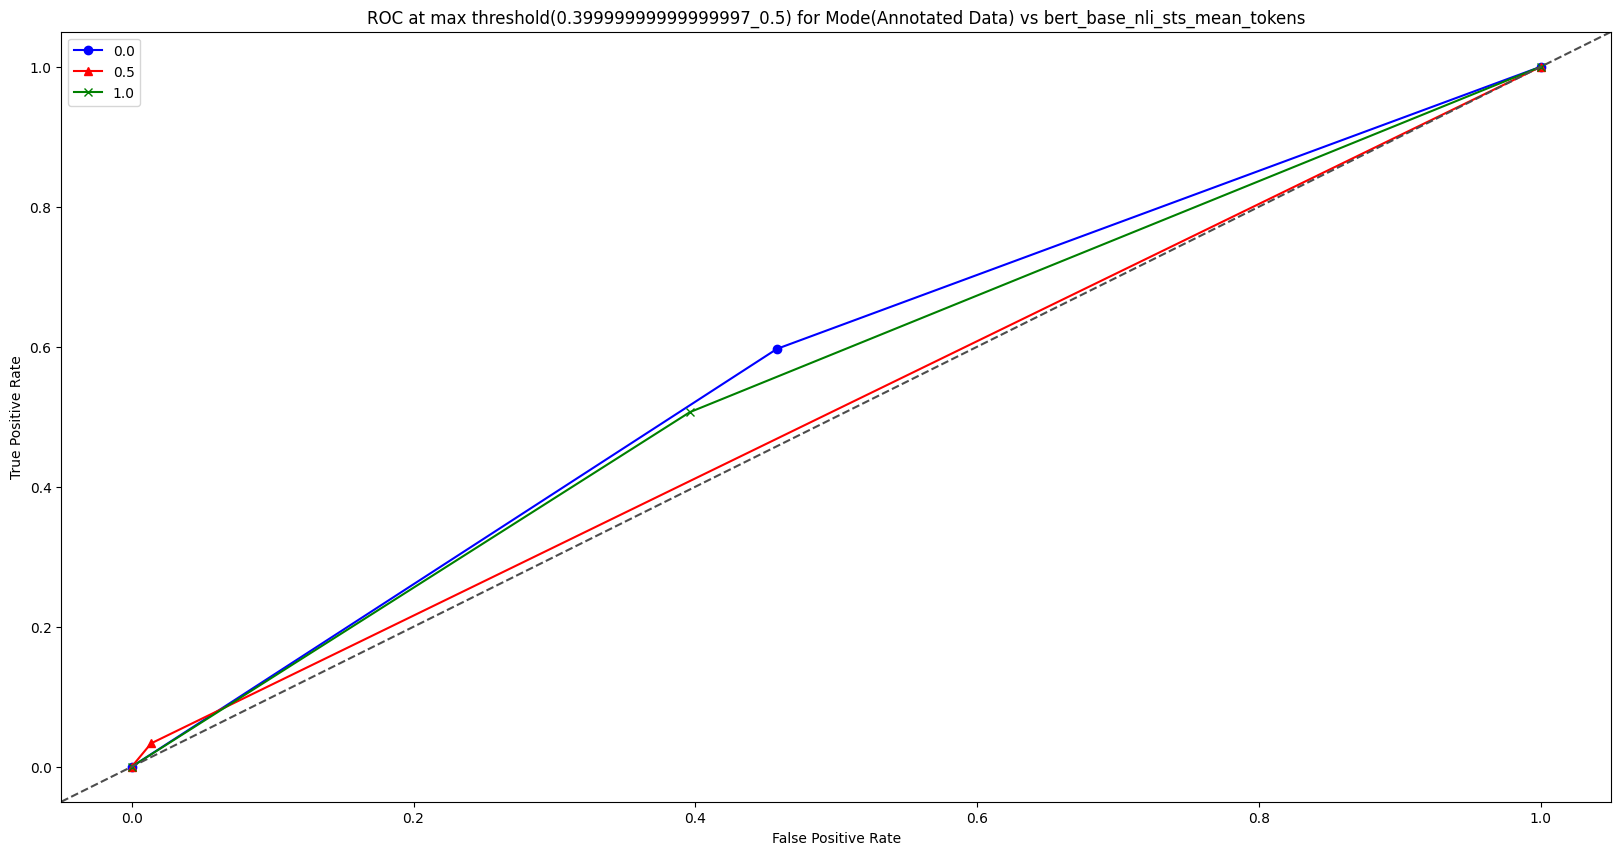 ROC at max threshold(0.39999999999999997_0.5) for Mode(Annotated Data) vs bert_base_nli_sts_mean_tokens
0.0
0.5
1.0
True Positive Rate
1.0
0.8
0.6
0.4
0.2
0.0
0.0 0.2 0.4 0.6 0.8 1.0
False Positive Rate